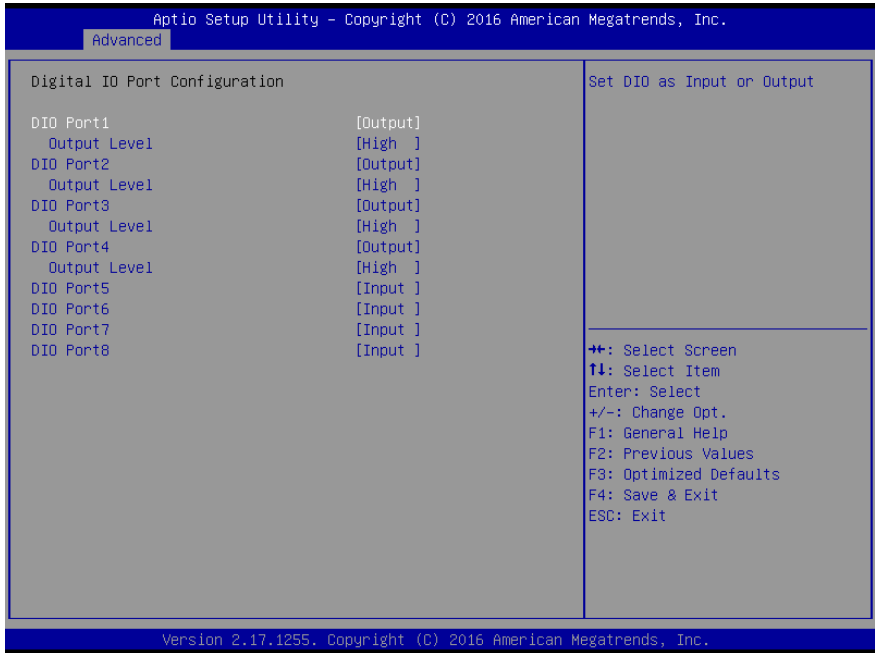 Aptio Setup Utility – Copyright (C) 2016 American Megatrends, Inc.
Advanced
Digital IO Port Configuration
DIO Port1 [Output]
Output Level [High ]
DIO Port2 [Output]
Output Level [High ]
DIO Port3 [Output]
Output Level [High ]
DIO Port4 [Output]
Output Level [High ]
DIO Port5 [Input ]
DIO Port6 [Input ]
DIO Port7 [Input ]
DIO Port8 [Input ]
Set DIO as Input or Output
→←: Select Screen
↑↓: Select Item
Enter: Select
+/-: Change Opt.
F1: General Help
F2: Previous Values
F3: Optimized Defaults
F4: Save & Exit
ESC: Exit
Version 2.17.1255. Copyright (C) 2016 American Megatrends, Inc.